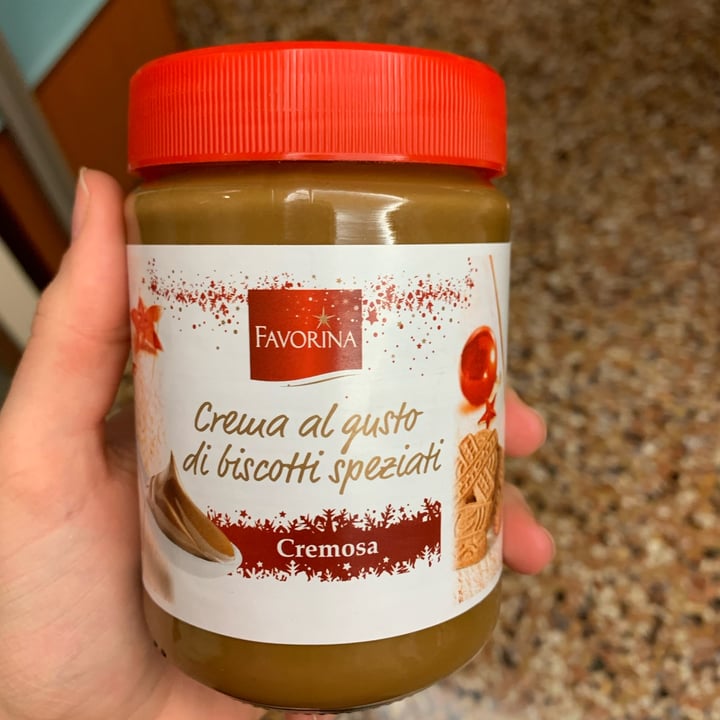 FAVORINA
Crema al gusto
di biscotti speziati
Cremosa